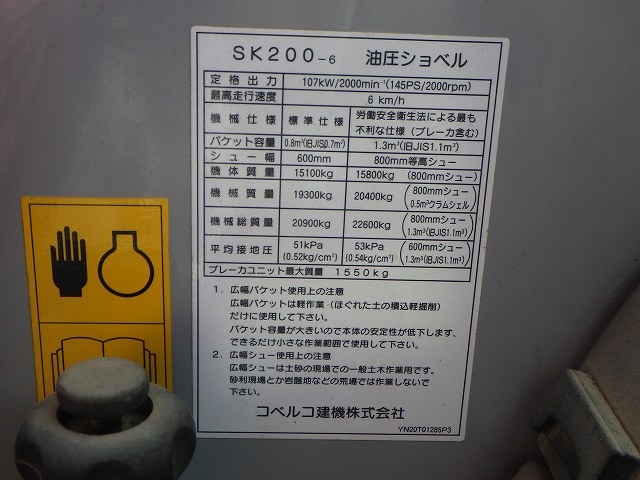 SK200-6 油圧ショベル
定格出力 107kW/2000min⁻¹(145PS/2000rpm)
最高走行速度 6 km/h
機械仕様 標準仕様 労働安全衛生法による最も不利な仕様(ブレーカ含む)
バケット容量 0.8m³(旧JIS0.7m³) 1.3m³(旧JIS1.1m³)
シュー幅 600mm 800mm等高シュー
機体質量 15100kg 15800kg (800mmシュー)
機械質量 19300kg 20400kg (800mmシュー 0.5m³クラムシェル)
機械総質量 20900kg 22600kg (800mmシュー 1.3m³(旧JIS1.1m³))
平均接地圧 51kPa (0.52kg/cm²) 53kPa (0.54kg/cm²) (600mmシュー 1.3m³(旧JIS1.1m³))
ブレーカユニット最大質量 1550kg
1. 広幅バケット使用上の注意
広幅バケットは軽作業(ほぐれた土の積込軽掘削)
だけに使用して下さい。
バケット容量が大きいので本体の安定性が低下します、
できるだけ小さな作業範囲で使用して下さい。
2. 広幅シュー使用上の注意
広幅シューは土砂の現場での一般土木作業用です。
砂利現場とか岩盤地などの荒場では作業しないで
下さい。
コベルコ建機株式会社
YN20T01285P3